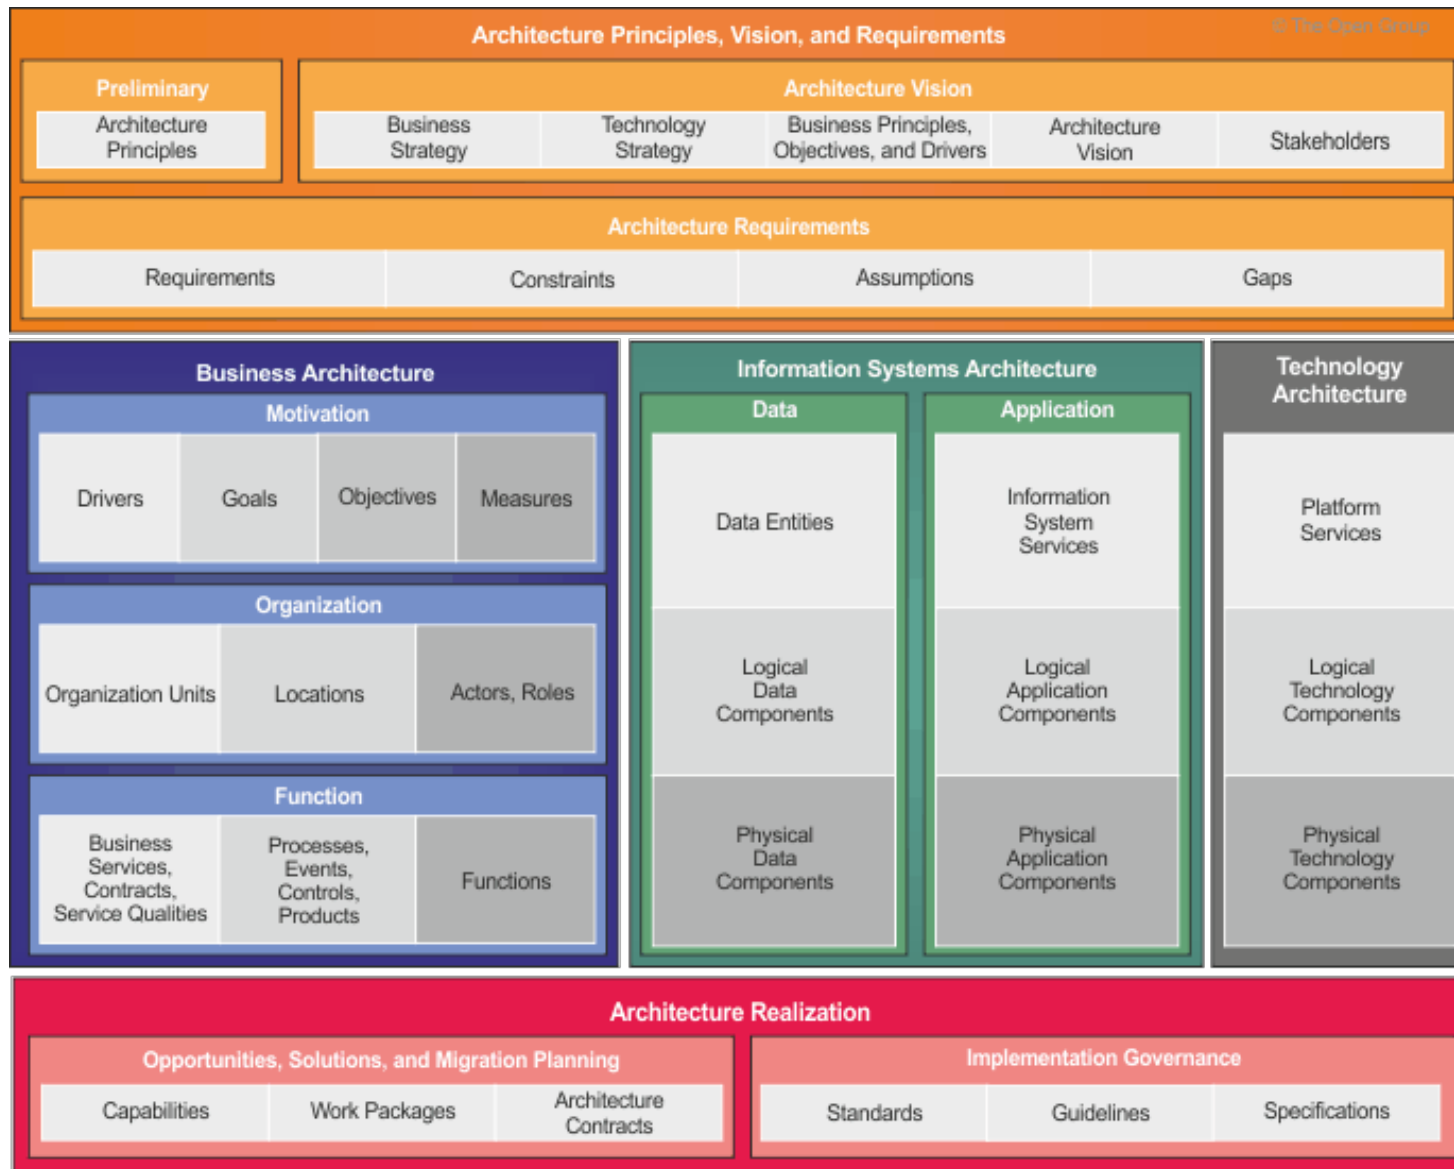 Architecture Principles, Vision, and Requirements
© The Open Group
Preliminary
Architecture
Principles
Architecture Vision
Business
Strategy
Technology
Strategy
Business Principles,
Objectives, and Drivers
Architecture
Vision
Stakeholders
Architecture Requirements
Requirements
Constraints
Assumptions
Gaps
Business Architecture
Motivation
Drivers
Goals
Objectives
Measures
Organization
Organization Units
Locations
Actors, Roles
Function
Business
Services,
Contracts,
Service Qualities
Processes,
Events,
Controls,
Products
Functions
Information Systems Architecture
Data
Data Entities
Logical
Data
Components
Physical
Data
Components
Application
Information
System
Services
Logical
Application
Components
Physical
Application
Components
Technology
Architecture
Platform
Services
Logical
Technology
Components
Physical
Technology
Components
Architecture Realization
Opportunities, Solutions, and Migration Planning
Capabilities
Work Packages
Architecture
Contracts
Implementation Governance
Standards
Guidelines
Specifications